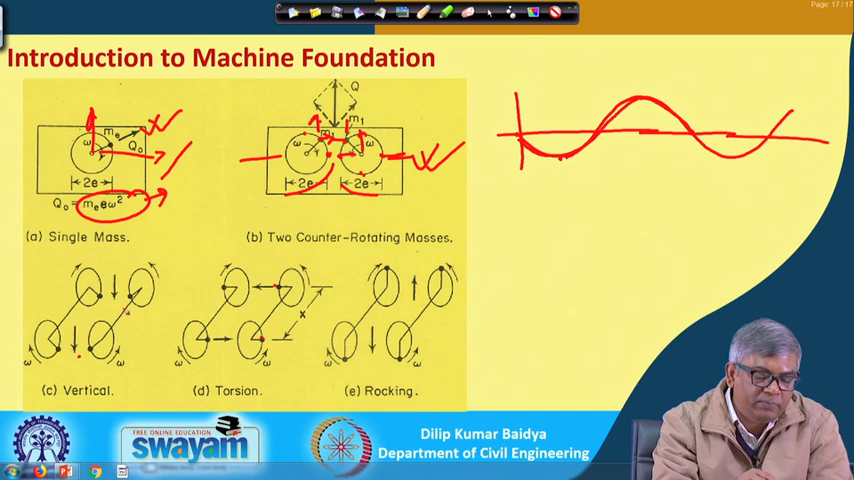 Page: 17 / 17
Introduction to Machine Foundation
mₑ
ω
Q₀
2e
Q₀ = mₑeω²
(a) Single Mass.
Q
m₁
m₁
ω
ω
2e
2e
(b) Two Counter-Rotating Masses.
ω
ω
(c) Vertical.
x
ω
ω
(d) Torsion.
ω
ω
(e) Rocking.
FREE ONLINE EDUCATION
swayam
Dilip Kumar Baidya
Department of Civil Engineering